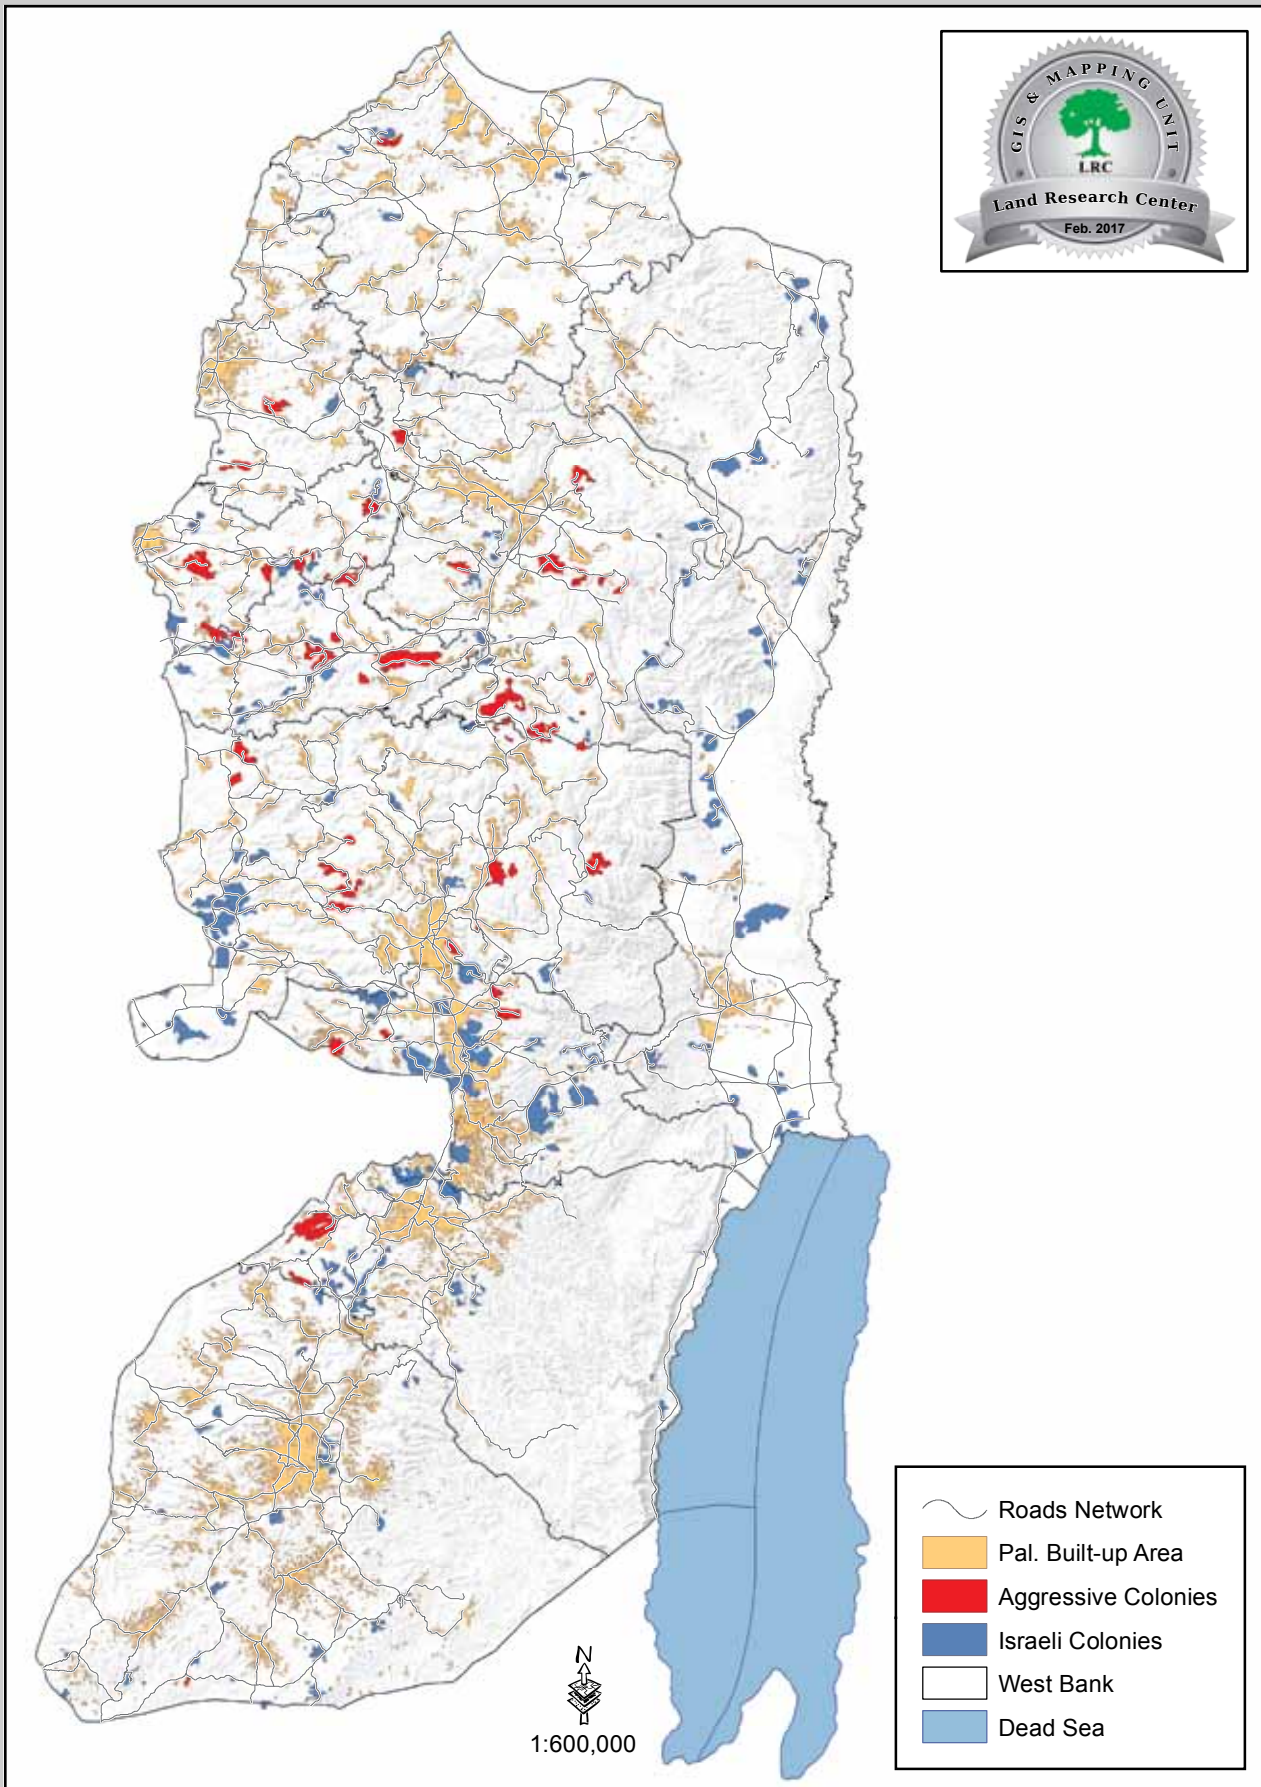 GIS & MAPPING UNIT
LRC
Land Research Center
Feb. 2017
Roads Network
Pal. Built-up Area
Aggressive Colonies
Israeli Colonies
West Bank
Dead Sea
N
1:600,000